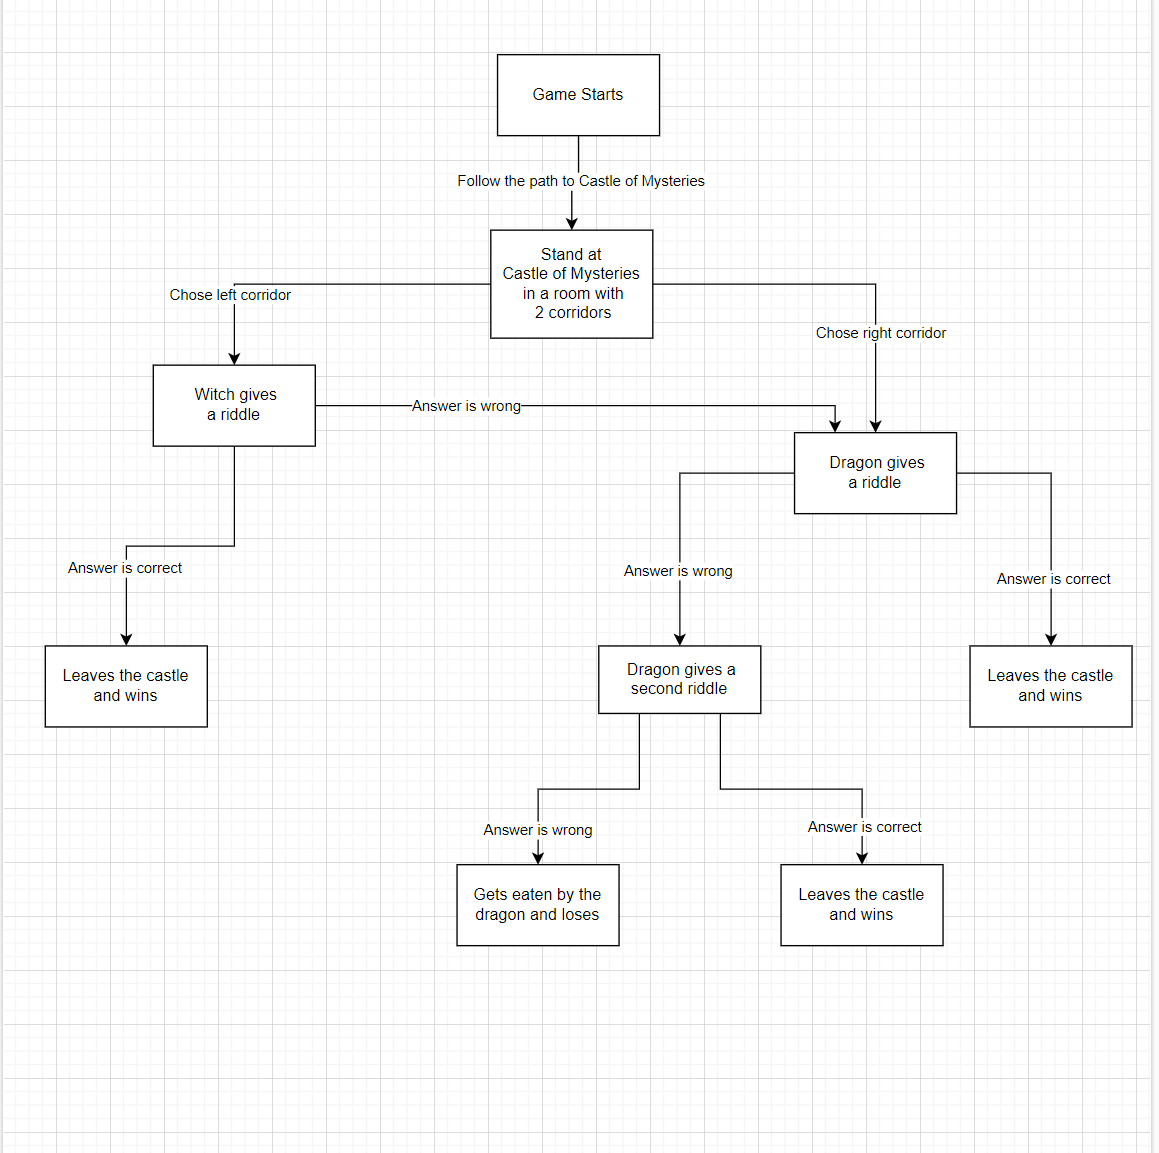 Game Starts
Follow the path to Castle of Mysteries
Stand at
Castle of Mysteries
in a room with
2 corridors
Chose left corridor
Chose right corridor
Witch gives
a riddle
Answer is wrong
Dragon gives
a riddle
Answer is correct
Answer is wrong
Answer is correct
Leaves the castle
and wins
Dragon gives a
second riddle
Leaves the castle
and wins
Answer is wrong
Answer is correct
Gets eaten by the
dragon and loses
Leaves the castle
and wins